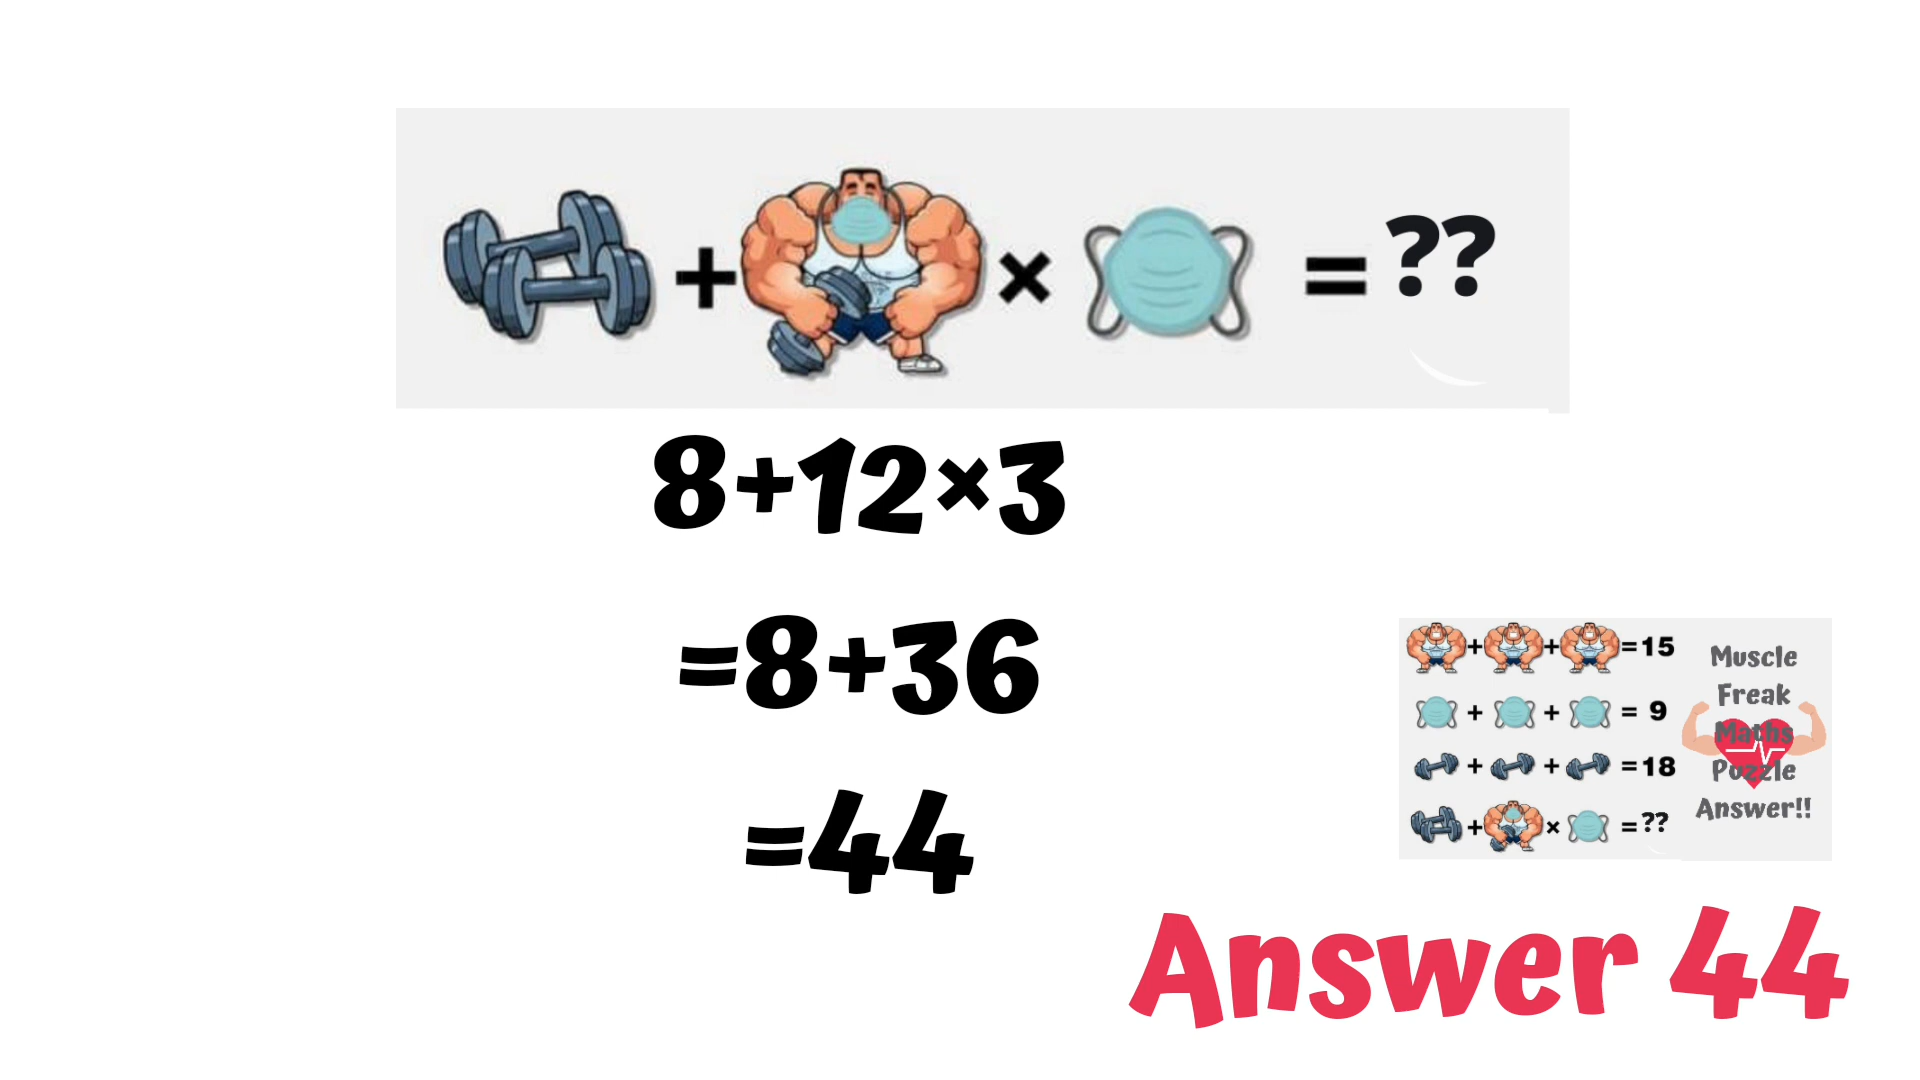 + × = ??
8+12×3
=8+36
=44
+ + =15
+ + = 9
+ + =18
+ × =??
Muscle
Freak
Maths
Puzzle
Answer!!
Answer 44